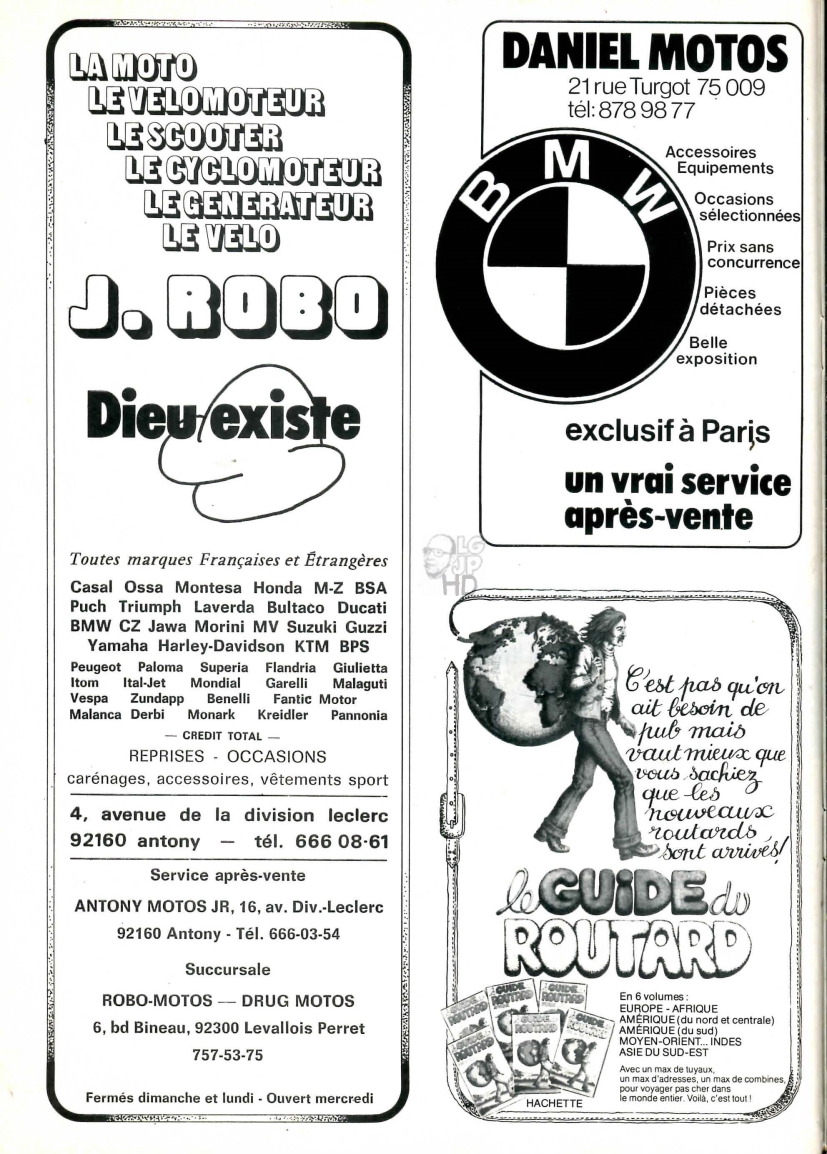 LA MOTO
LE VELOMOTEUR
LE SCOOTER
LE CYCLOMOTEUR
LE GENERATEUR
LE VELO
J. ROBO
Dieu existe
Toutes marques Françaises et Étrangères
Casal Ossa Montesa Honda M-Z BSA
Puch Triumph Laverda Bultaco Ducati
BMW CZ Jawa Morini MV Suzuki Guzzi
Yamaha Harley-Davidson KTM BPS
Peugeot Paloma Superia Flandria Giulietta
Itom Ital-Jet Mondial Garelli Malaguti
Vespa Zundapp Benelli Fantic Motor
Malanca Derbi Monark Kreidler Pannonia
— CREDIT TOTAL —
REPRISES - OCCASIONS
carénages, accessoires, vêtements sport
4, avenue de la division leclerc
92160 antony — tél. 666 08·61
Service après-vente
ANTONY MOTOS JR, 16, av. Div.-Leclerc
92160 Antony - Tél. 666-03-54
Succursale
ROBO-MOTOS — DRUG MOTOS
6, bd Bineau, 92300 Levallois Perret
757-53-75
Fermés dimanche et lundi - Ouvert mercredi
DANIEL MOTOS
21 rue Turgot 75 009
tél: 878 98 77
BMW
Accessoires
Equipements
Occasions
sélectionnées
Prix sans
concurrence
Pièces
détachées
Belle
exposition
exclusif à Paris
un vrai service
après-vente
LG
JP
HD
C'est pas qu'on
ait besoin de
pub mais
vaut mieux que
vous sachiez
que les
nouveaux
routards
sont arrivés!
le GUIDE du
ROUTARD
GUIDE
ROUTARD
GUIDE
ROUTARD
HACHETTE
En 6 volumes :
EUROPE - AFRIQUE
AMÉRIQUE (du nord et centrale)
AMÉRIQUE (du sud)
MOYEN-ORIENT... INDES
ASIE DU SUD-EST
Avec un max de tuyaux,
un max d'adresses, un max de combines,
pour voyager pas cher dans
le monde entier. Voilà, c'est tout !